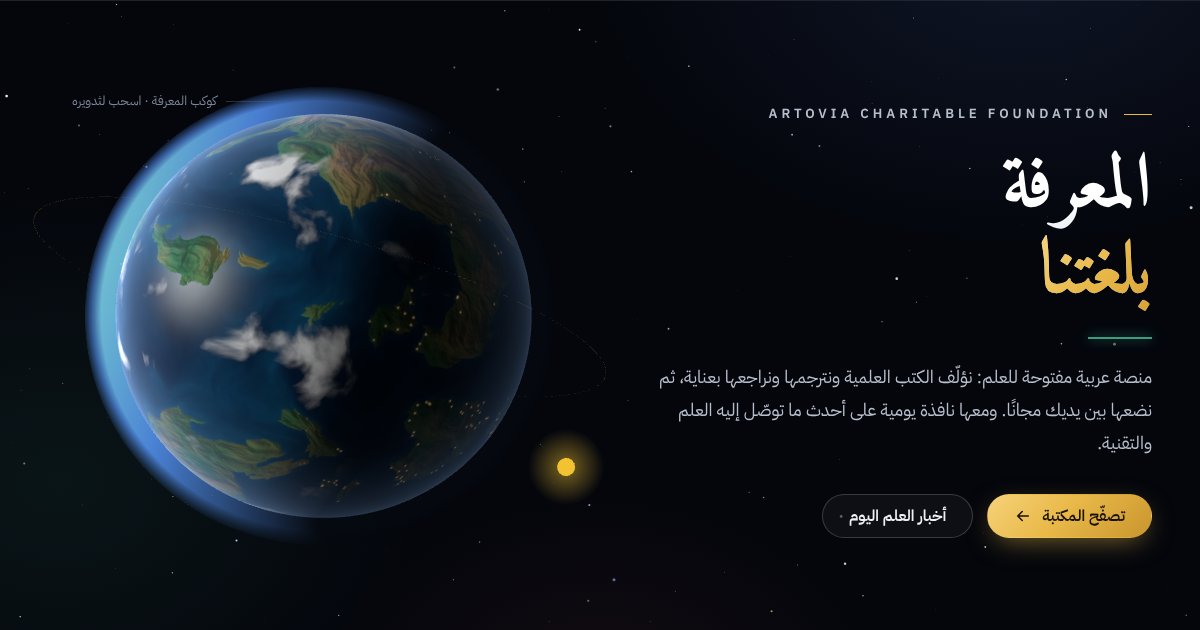 ARTOVIA CHARITABLE FOUNDATION
المعرفة
بلغتنا
منصة عربية مفتوحة للعلم: نؤلّف الكتب العلمية ونترجمها ونراجعها بعناية، ثم
نضعها بين يديك مجانًا. ومعها نافذة يومية على أحدث ما توصّل إليه العلم
والتقنية.
تصفّح المكتبة ←
أخبار العلم اليوم
كوكب المعرفة · اسحب لتدويره